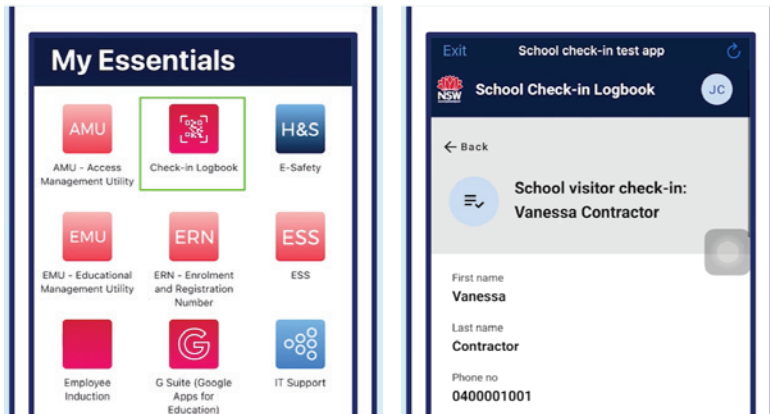 My Essentials
AMU
H&S
AMU - Access
Management Utility
Check-in Logbook
E-Safety
EMU
ERN
ESS
EMU - Educational
Management Utility
ERN - Enrolment
and Registration
Number
ESS
G
Employee
Induction
G Suite (Google
Apps for
Education)
IT Support
Exit
School check-in test app
NSW
School Check-in Logbook
JC
Back
School visitor check-in:
Vanessa Contractor
First name
Vanessa
Last name
Contractor
Phone no
0400001001